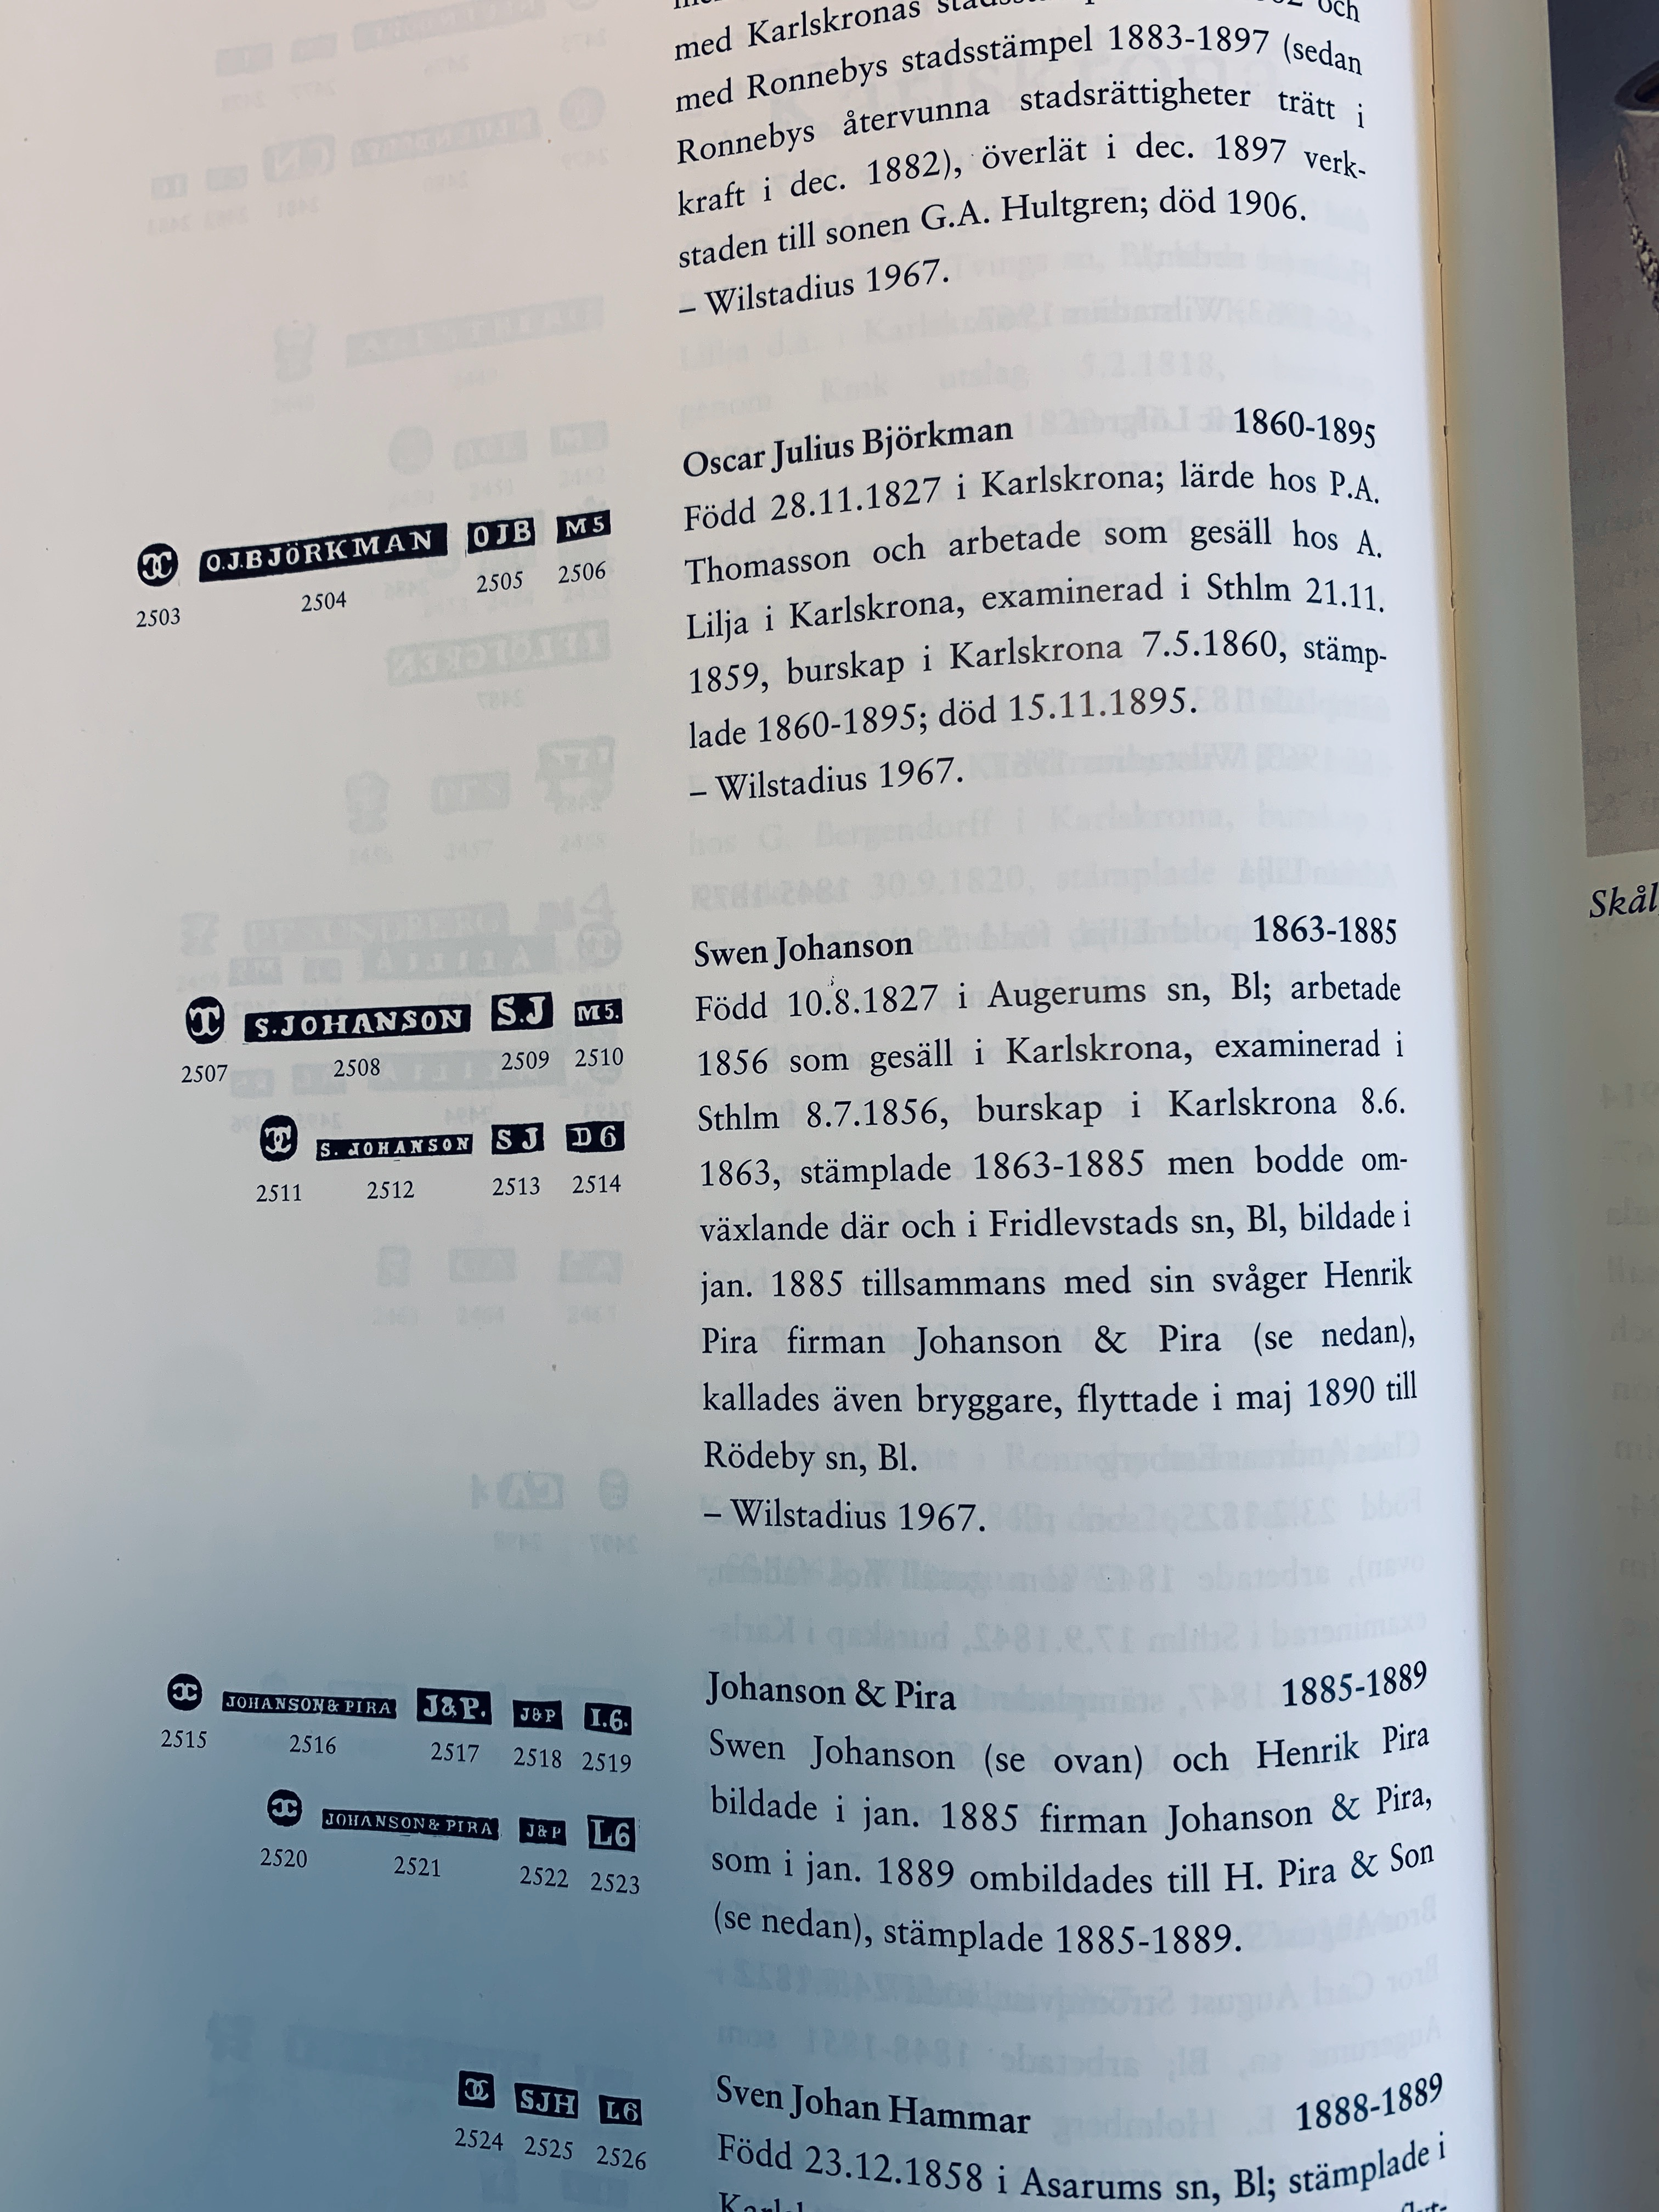 med Karlskronas
och
med Ronnebys stadsstämpel 1883-1897 (sedan
Ronnebys återvunna stadsrättigheter trätt i
kraft i dec. 1882), överlät i dec. 1897 verk-
staden till sonen G.A. Hultgren; död 1906.
– Wilstadius 1967.
Oscar Julius Björkman 1860-1895
Född 28.11.1827 i Karlskrona; lärde hos P.A.
Thomasson och arbetade som gesäll hos A.
Lilja i Karlskrona, examinerad i Sthlm 21.11.
1859, burskap i Karlskrona 7.5.1860, stämp-
lade 1860-1895; död 15.11.1895.
– Wilstadius 1967.
O.J.BJÖRKMAN OJB M5
2503 2504 2505 2506
Swen Johanson 1863-1885
Född 10.8.1827 i Augerums sn, Bl; arbetade
1856 som gesäll i Karlskrona, examinerad i
Sthlm 8.7.1856, burskap i Karlskrona 8.6.
1863, stämplade 1863-1885 men bodde om-
växlande där och i Fridlevstads sn, Bl, bildade i
jan. 1885 tillsammans med sin svåger Henrik
Pira firman Johanson & Pira (se nedan),
kallades även bryggare, flyttade i maj 1890 till
Rödeby sn, Bl.
– Wilstadius 1967.
S.JOHANSON S.J M5.
2507 2508 2509 2510
S. JOHANSON SJ D6
2511 2512 2513 2514
Johanson & Pira 1885-1889
Swen Johanson (se ovan) och Henrik Pira
bildade i jan. 1885 firman Johanson & Pira,
som i jan. 1889 ombildades till H. Pira & Son
(se nedan), stämplade 1885-1889.
JOHANSON & PIRA J&P. J&P I.6.
2515 2516 2517 2518 2519
JOHANSON & PIRA J&P L6
2520 2521 2522 2523
Sven Johan Hammar 1888-1889
Född 23.12.1858 i Asarums sn, Bl; stämplade i
SJH L6
2524 2525 2526
Skål